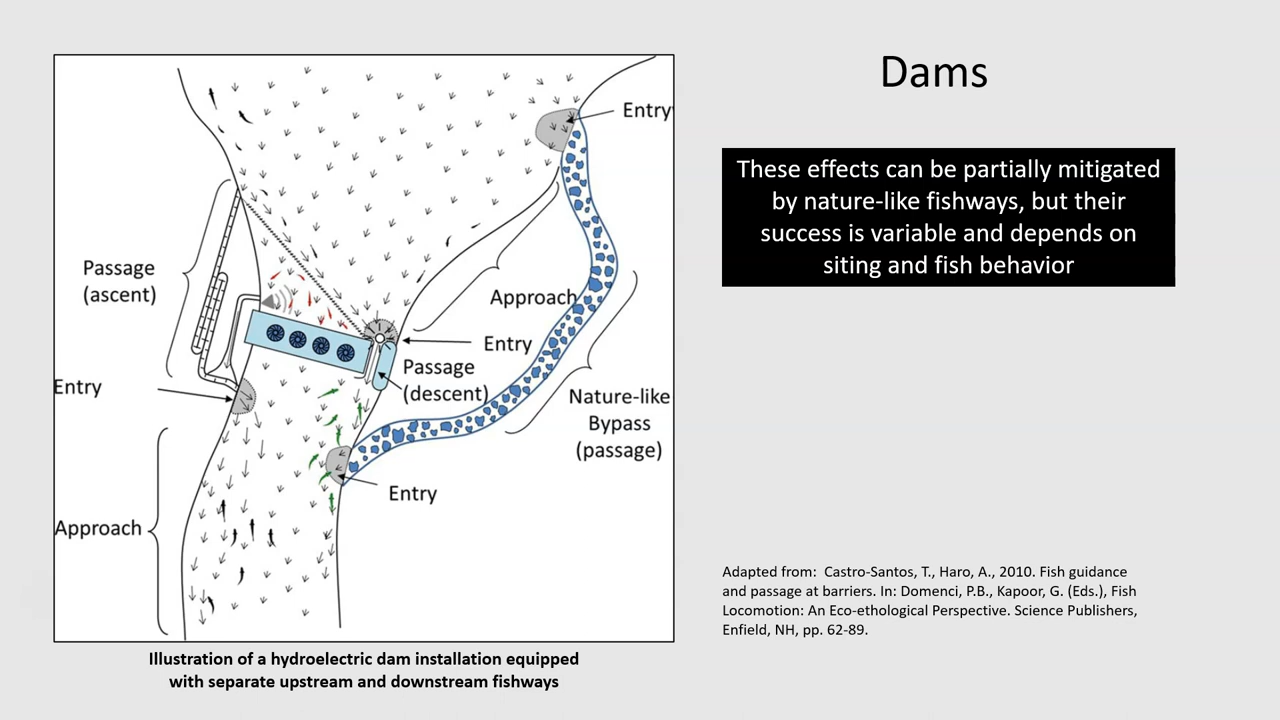 Dams
These effects can be partially mitigated
by nature-like fishways, but their
success is variable and depends on
siting and fish behavior
Entry
Passage
(ascent)
Approach
Entry
Passage
(descent)
Entry
Nature-like
Bypass
(passage)
Entry
Approach
Adapted from:  Castro-Santos, T., Haro, A., 2010. Fish guidance
and passage at barriers. In: Domenci, P.B., Kapoor, G. (Eds.), Fish
Locomotion: An Eco-ethological Perspective. Science Publishers,
Enfield, NH, pp. 62-89.
Illustration of a hydroelectric dam installation equipped
with separate upstream and downstream fishways